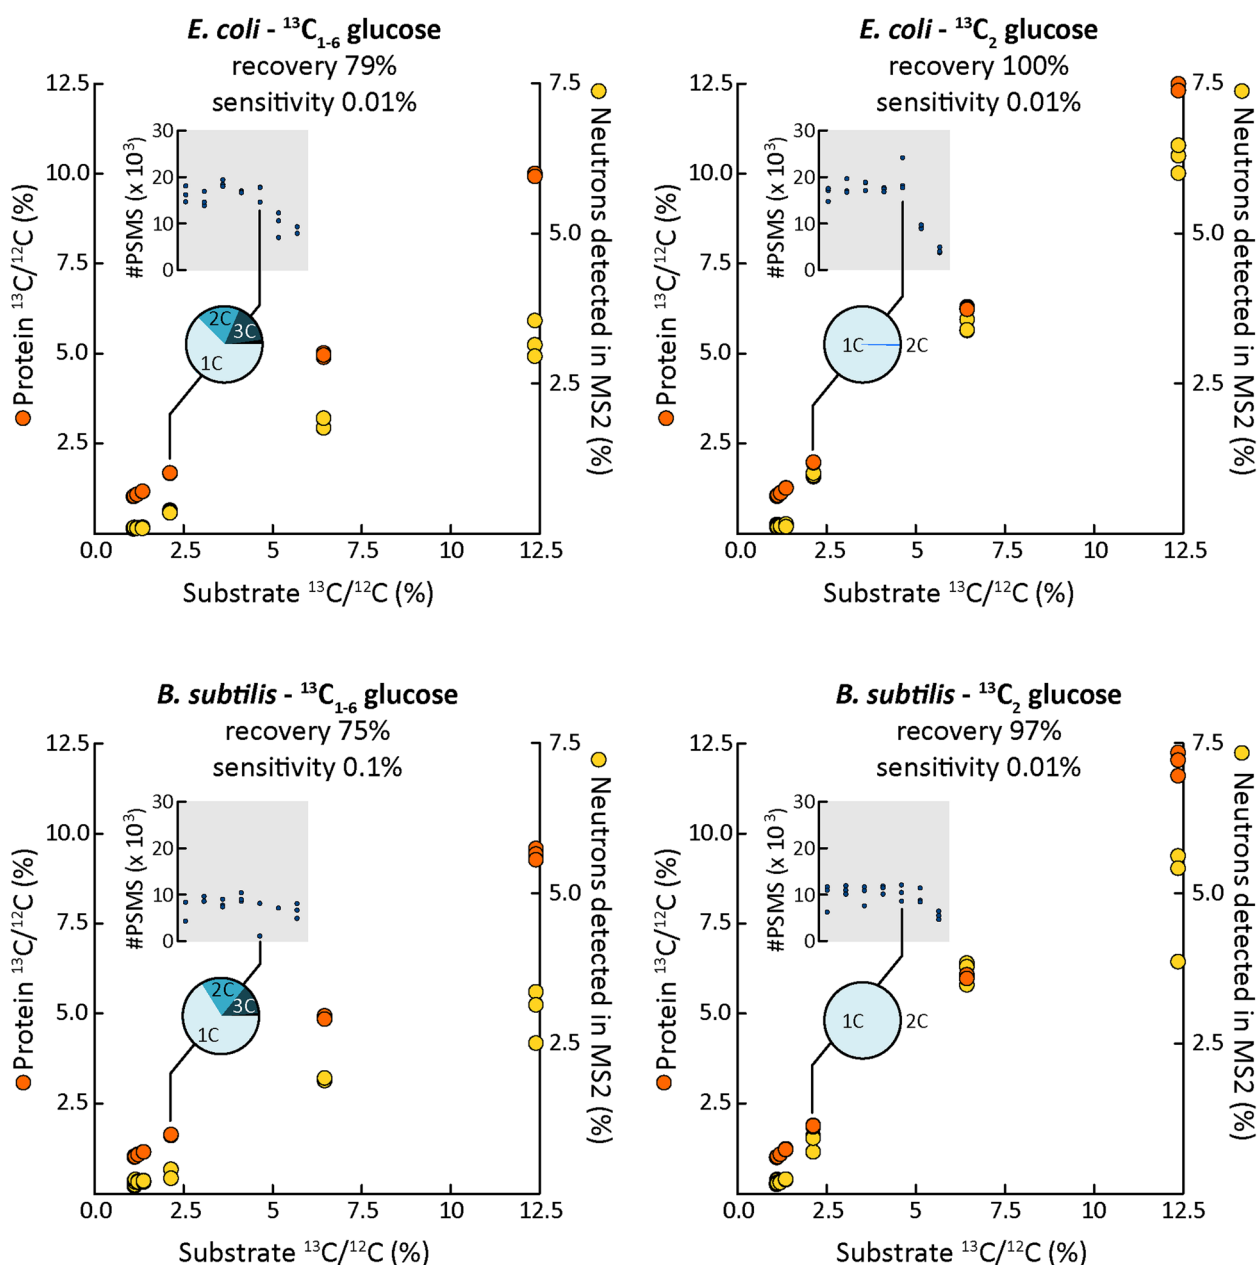 E. coli - ¹³C₁₋₆ glucose
recovery 79%
sensitivity 0.01%
12.5
10.0
7.5
5.0
2.5
Protein ¹³C/¹²C (%)
30
20
10
0
#PSMS (x 10³)
2C
3C
1C
7.5
5.0
2.5
Neutrons detected in MS2 (%)
0.0 2.5 5 7.5 10 12.5
Substrate ¹³C/¹²C (%)
E. coli - ¹³C₂ glucose
recovery 100%
sensitivity 0.01%
12.5
10.0
7.5
5.0
2.5
Protein ¹³C/¹²C (%)
30
20
10
0
#PSMS (x 10³)
1C 2C
7.5
5.0
2.5
Neutrons detected in MS2 (%)
0.0 2.5 5 7.5 10 12.5
Substrate ¹³C/¹²C (%)
B. subtilis - ¹³C₁₋₆ glucose
recovery 75%
sensitivity 0.1%
12.5
10.0
7.5
5.0
2.5
Protein ¹³C/¹²C (%)
30
20
10
0
#PSMS (x 10³)
2C
3C
1C
7.5
5.0
2.5
Neutrons detected in MS2 (%)
0.0 2.5 5 7.5 10 12.5
Substrate ¹³C/¹²C (%)
B. subtilis - ¹³C₂ glucose
recovery 97%
sensitivity 0.01%
12.5
10.0
7.5
5.0
2.5
Protein ¹³C/¹²C (%)
30
20
10
0
#PSMS (x 10³)
1C 2C
7.5
5.0
2.5
Neutrons detected in MS2 (%)
0.0 2.5 5 7.5 10 12.5
Substrate ¹³C/¹²C (%)